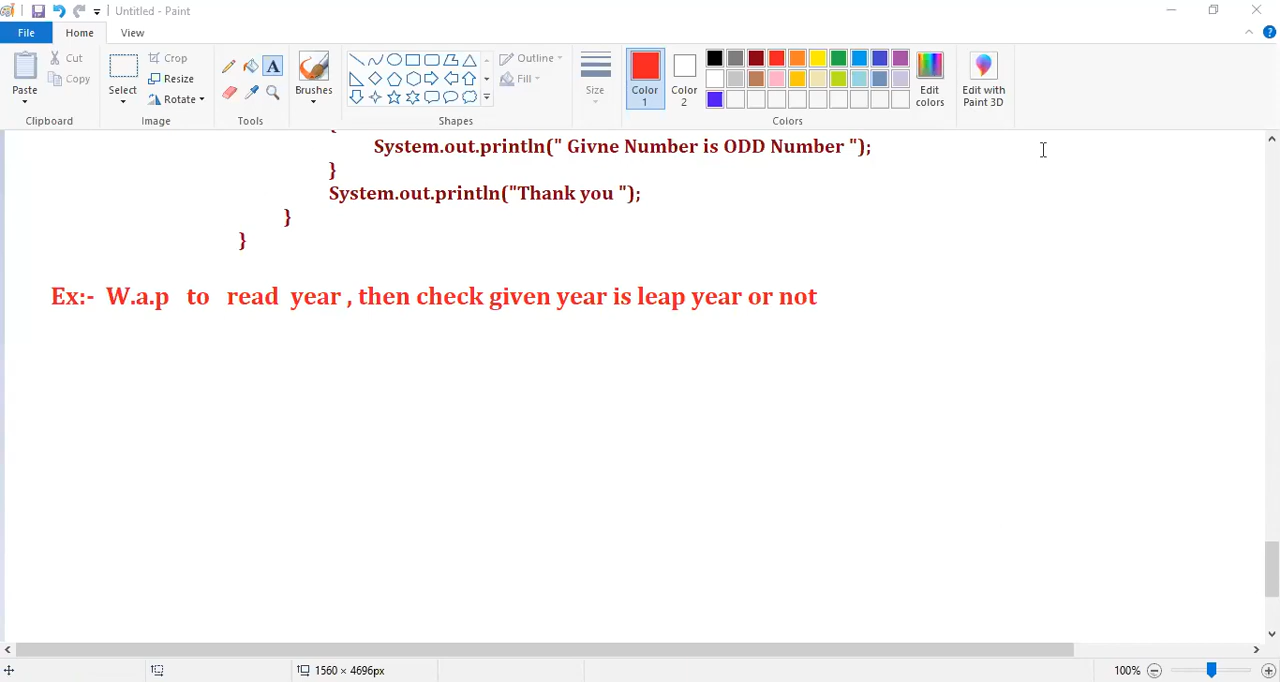 Untitled - Paint
File
Home
View
Paste
Cut
Copy
Clipboard
Select
Crop
Resize
Rotate
Image
A
Tools
Brushes
Outline
Fill
Shapes
Size
Color 1
Color 2
Edit colors
Colors
Edit with Paint 3D
System.out.println(" Givne Number is ODD Number ");
}
System.out.println("Thank you ");
}
}
Ex:- W.a.p to read year , then check given year is leap year or not
1560 × 4696px
100%